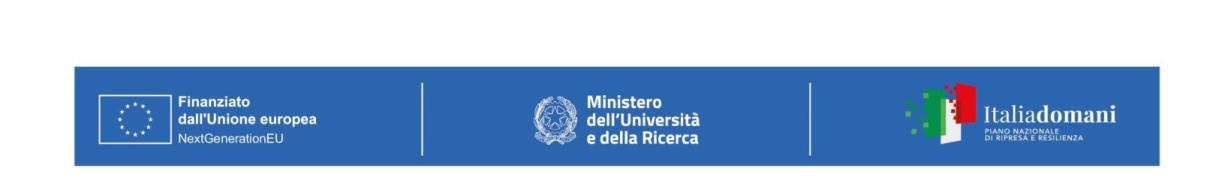 Finanziato
dall'Unione europea
NextGenerationEU
Ministero
dell'Università
e della Ricerca
Italiadomani
PIANO NAZIONALE
DI RIPRESA E RESILIENZA